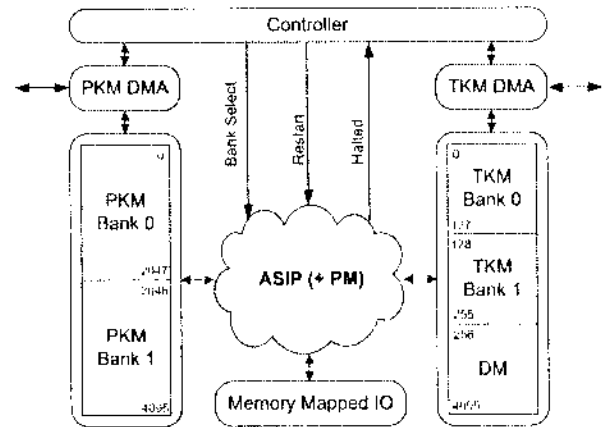 Controller
PKM DMA
TKM DMA
Bank Select
Restart
Halted
0
PKM
Bank 0
2047
2048
PKM
Bank 1
4095
ASIP (+ PM)
Memory Mapped IO
0
TKM
Bank 0
127
128
TKM
Bank 1
255
256
DM
4095